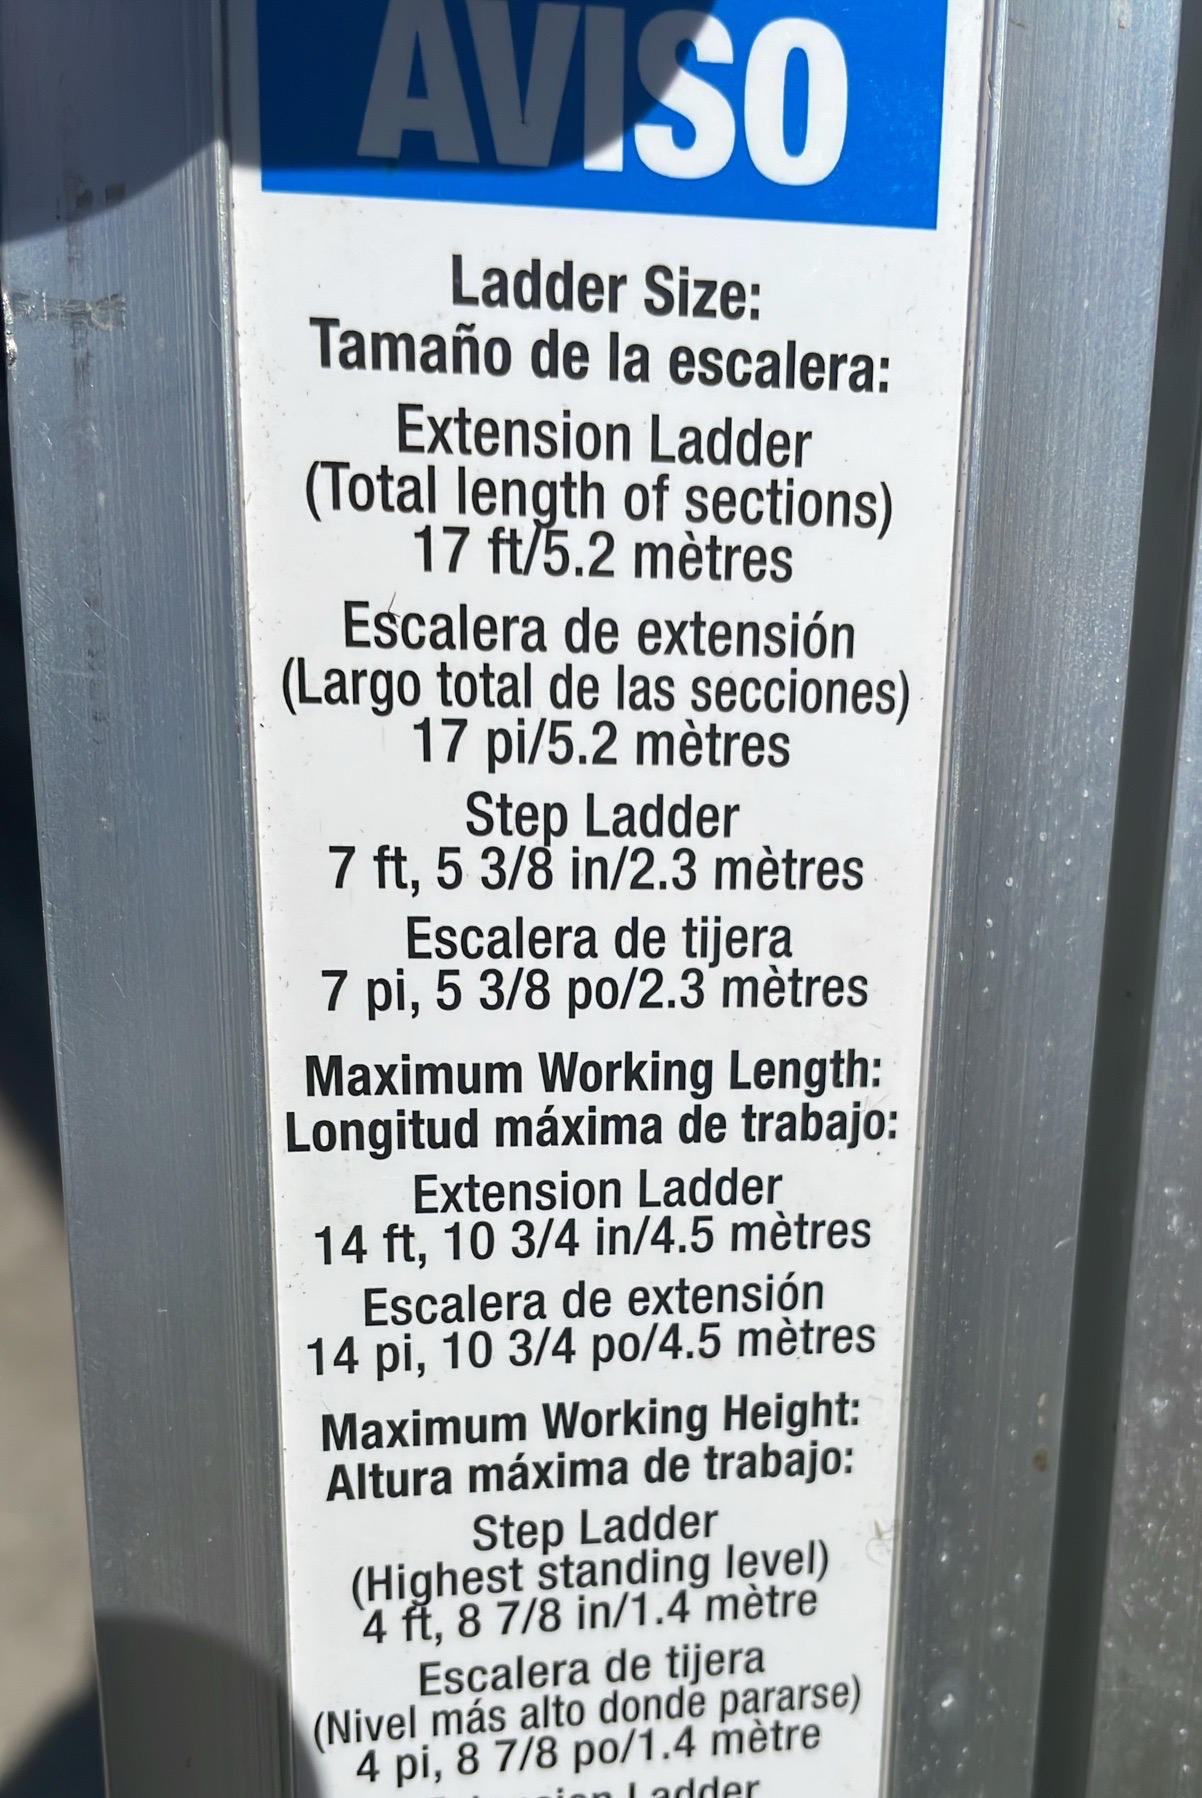 AVISO
Ladder Size:
Tamaño de la escalera:
Extension Ladder
(Total length of sections)
17 ft/5.2 mètres
Escalera de extensión
(Largo total de las secciones)
17 pi/5.2 mètres
Step Ladder
7 ft, 5 3/8 in/2.3 mètres
Escalera de tijera
7 pi, 5 3/8 po/2.3 mètres
Maximum Working Length:
Longitud máxima de trabajo:
Extension Ladder
14 ft, 10 3/4 in/4.5 mètres
Escalera de extensión
14 pi, 10 3/4 po/4.5 mètres
Maximum Working Height:
Altura máxima de trabajo:
Step Ladder
(Highest standing level)
4 ft, 8 7/8 in/1.4 mètre
Escalera de tijera
(Nivel más alto donde pararse)
4 pi, 8 7/8 po/1.4 mètre
Ladder